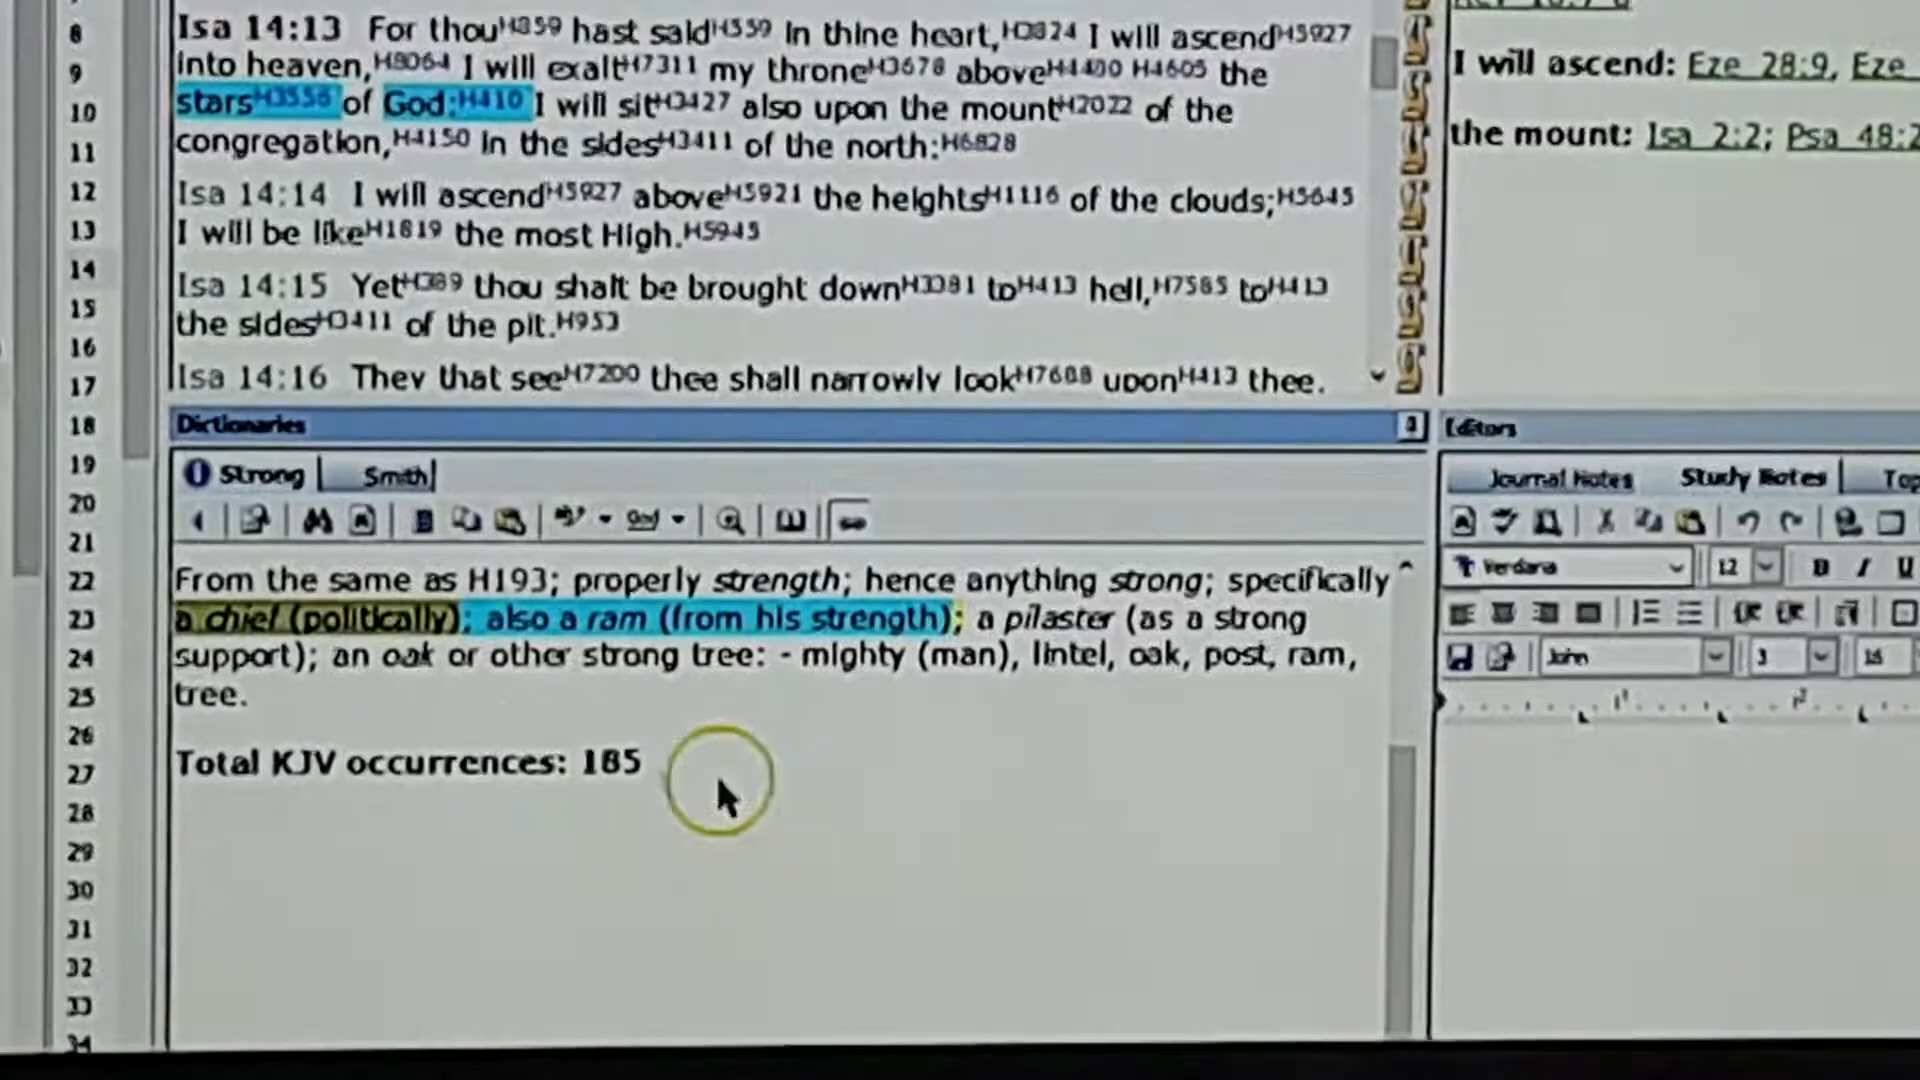 8
9
10
11
12
13
14
15
16
17
18
19
20
21
22
23
24
25
26
27
28
29
30
31
32
33
34
Isa 14:13 For thouH859 hast saidH559 in thine heart,H3824 I will ascendH5927
into heaven,H8064 I will exaltH7311 my throneH3678 aboveH4480 H4605 the
starsH3556 of God:H410 I will sitH3427 also upon the mountH2022 of the
congregation,H4150 in the sidesH3411 of the north:H6828
Isa 14:14 I will ascendH5927 aboveH5921 the heightsH1116 of the clouds;H5645
I will be likeH1819 the most High.H5945
Isa 14:15 YetH389 thou shalt be brought downH3381 toH413 hell,H7585 toH413
the sidesH3411 of the pit.H953
Isa 14:16 They that seeH7200 thee shall narrowly lookH7688 uponH413 thee.
I will ascend: Eze 28:9, Eze
the mount: Isa 2:2; Psa 48:2
Dictionaries
Strong Smith
From the same as H193; properly strength; hence anything strong; specifically
a chief (politically); also a ram (from his strength); a pilaster (as a strong
support); an oak or other strong tree: - mighty (man), lintel, oak, post, ram,
tree.
Total KJV occurrences: 185
Editors
Journal Notes Study Notes Top
Verdana 12 B I U
John 3 16